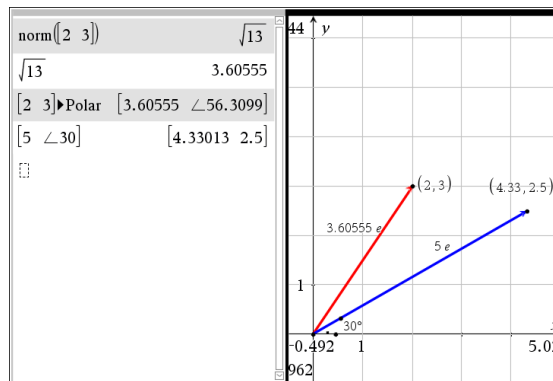 norm([2 3]) √13
√13 3.60555
[2 3]▶Polar [3.60555 ∠56.3099]
[5 ∠30] [4.33013 2.5]
44 y
(2,3)
(4.33,2.5)
3.60555 e
5 e
1
30°
-0.492 1 5.0
962